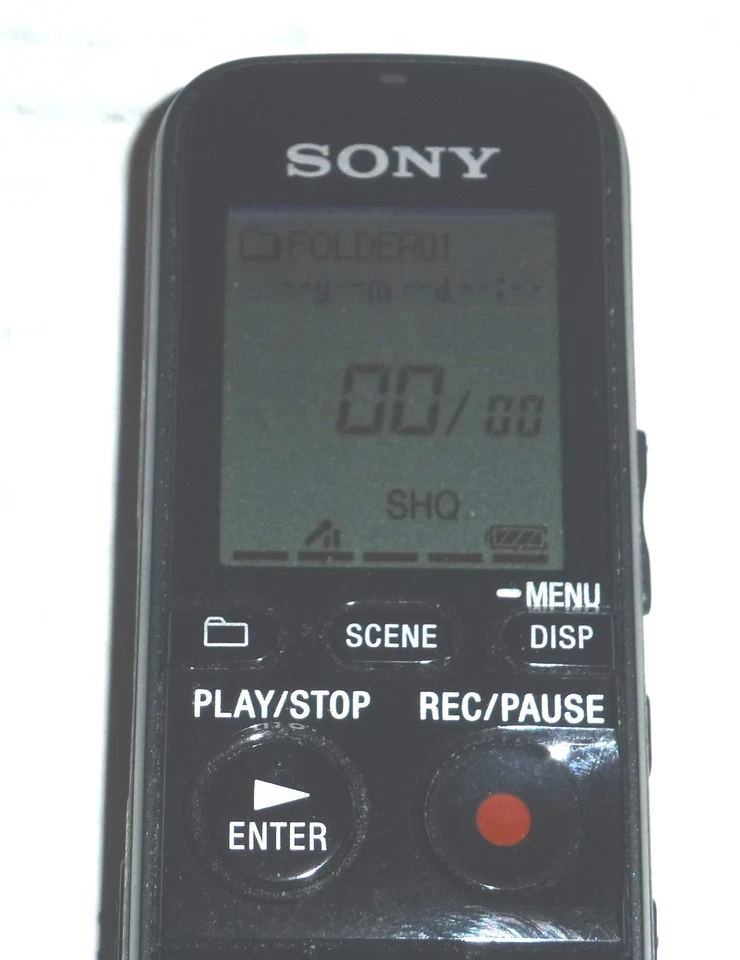 SONY
FOLDER01
--y--m--d--:--
00/00
SHQ
MENU
SCENE DISP
PLAY/STOP REC/PAUSE
ENTER